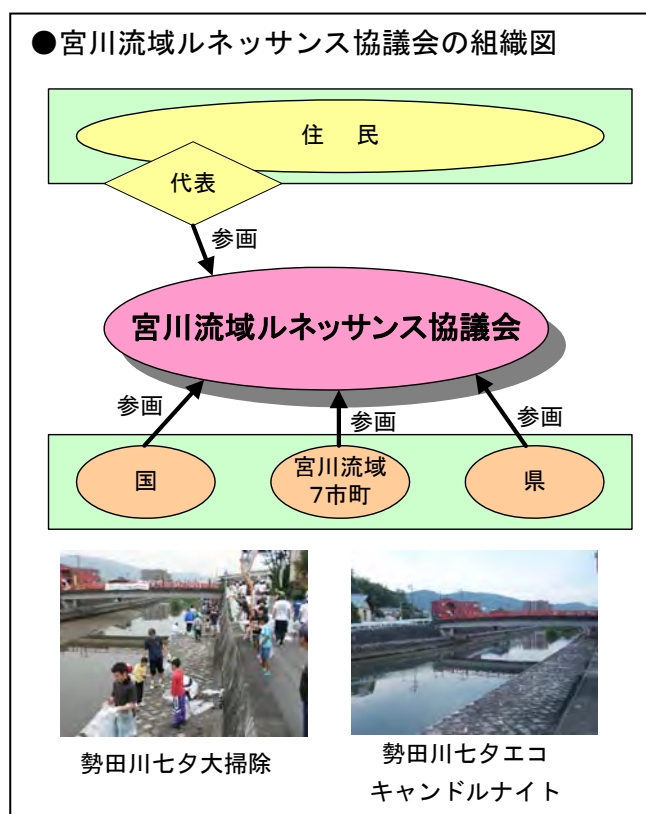 ●宮川流域ルネッサンス協議会の組織図
住 民
代表
参画
宮川流域ルネッサンス協議会
参画
参画
参画
国
宮川流域
7市町
県
勢田川七夕大掃除
勢田川七夕エコ
キャンドルナイト